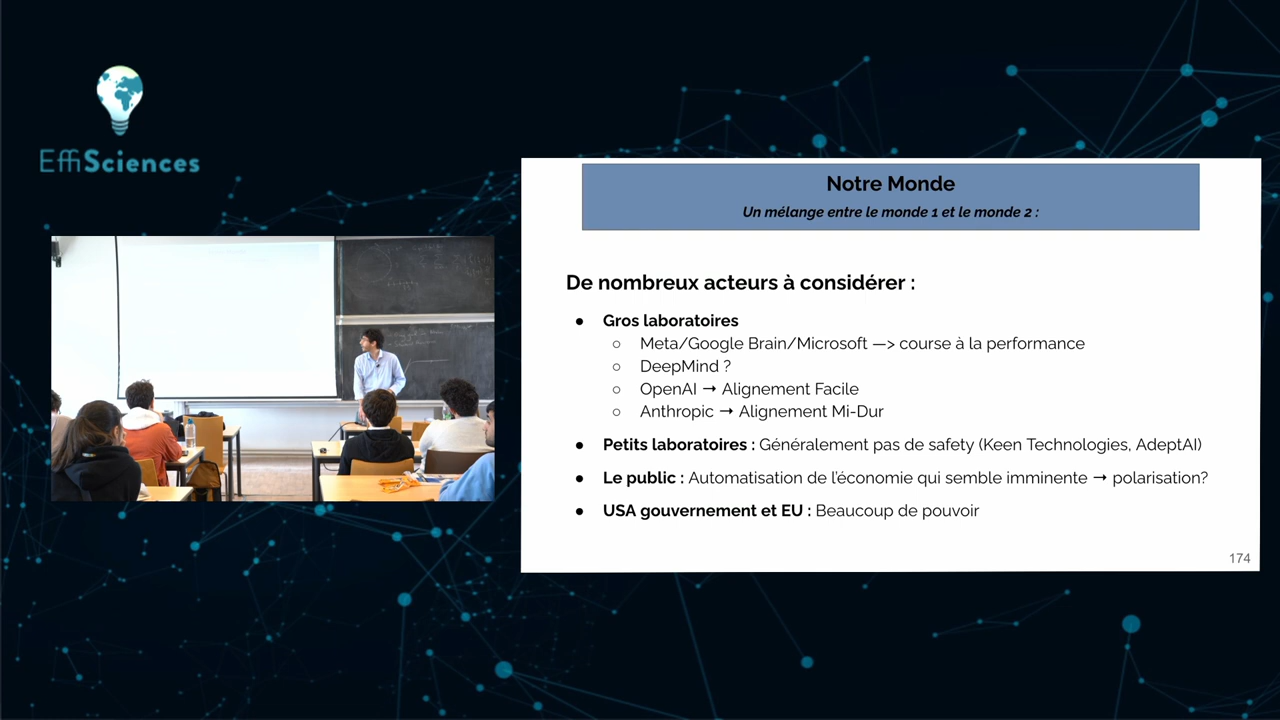 EffiSciences
Notre Monde
Un mélange entre le monde 1 et le monde 2 :
De nombreux acteurs à considérer :
● Gros laboratoires
○ Meta/Google Brain/Microsoft —> course à la performance
○ DeepMind ?
○ OpenAI → Alignement Facile
○ Anthropic → Alignement Mi-Dur
● Petits laboratoires : Généralement pas de safety (Keen Technologies, AdeptAI)
● Le public : Automatisation de l'économie qui semble imminente → polarisation?
● USA gouvernement et EU : Beaucoup de pouvoir
174